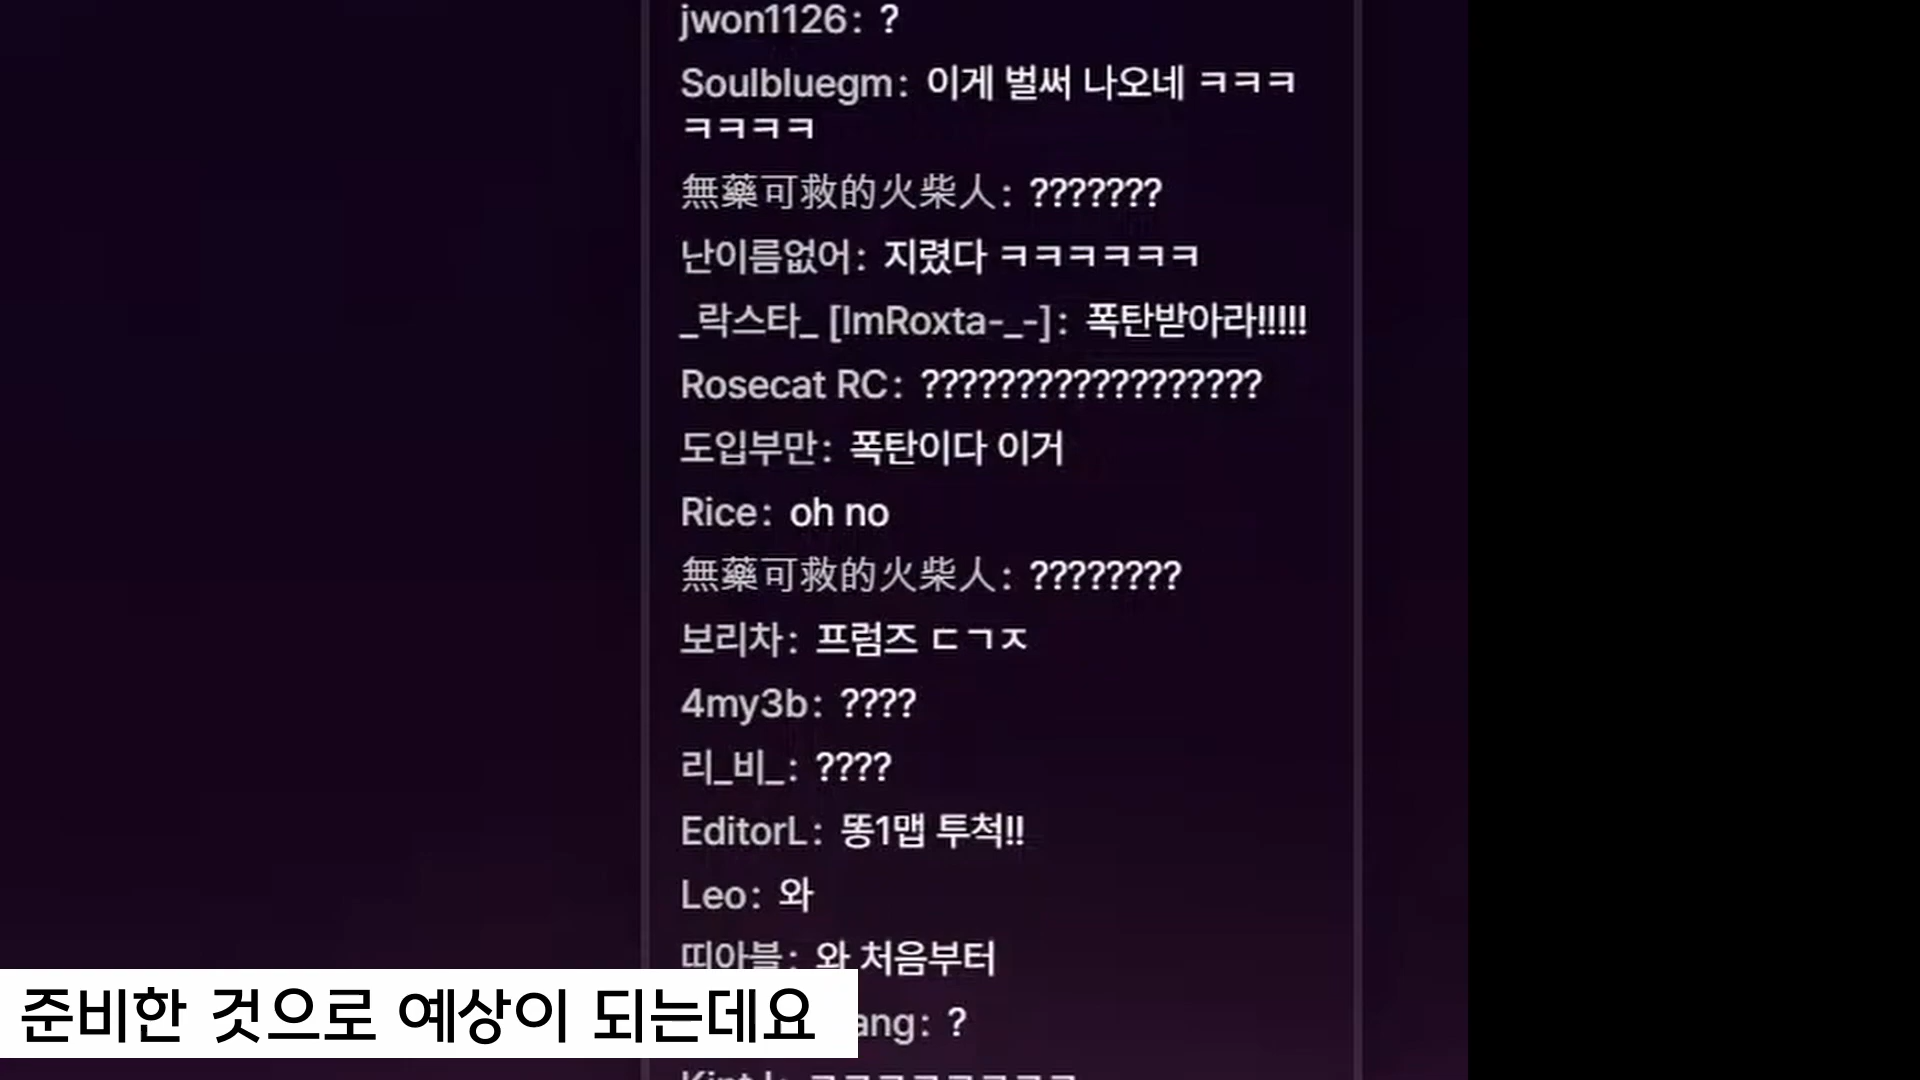 jwon1126: ?
Soulbluegm: 이게 벌써 나오네 ㅋㅋㅋ
ㅋㅋㅋㅋ
無藥可救的火柴人: ???????
난이름없어: 지렸다 ㅋㅋㅋㅋㅋㅋ
_락스타_ [ImRoxta-_-]: 폭탄받아라!!!!!
Rosecat RC: ??????????????????
도입부만: 폭탄이다 이거
Rice: oh no
無藥可救的火柴人: ????????
보리차: 프럼즈 ㄷㄱㅈ
4my3b: ????
리_비_: ????
EditorL: 똥1맵 투척!!
Leo: 와
띠아블: 와 처음부터
ang: ?
준비한 것으로 예상이 되는데요